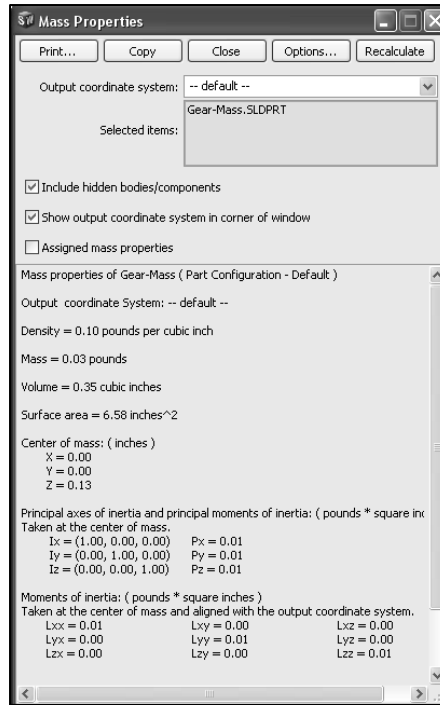 SW Mass Properties
Print... Copy Close Options... Recalculate
Output coordinate system: -- default --
Gear-Mass.SLDPRT
Selected items:
Include hidden bodies/components
Show output coordinate system in corner of window
Assigned mass properties
Mass properties of Gear-Mass ( Part Configuration - Default )
Output coordinate System: -- default --
Density = 0.10 pounds per cubic inch
Mass = 0.03 pounds
Volume = 0.35 cubic inches
Surface area = 6.58 inches^2
Center of mass: ( inches )
X = 0.00
Y = 0.00
Z = 0.13
Principal axes of inertia and principal moments of inertia: ( pounds * square inc
Taken at the center of mass.
Ix = (1.00, 0.00, 0.00) Px = 0.01
Iy = (0.00, 1.00, 0.00) Py = 0.01
Iz = (0.00, 0.00, 1.00) Pz = 0.01
Moments of inertia: ( pounds * square inches )
Taken at the center of mass and aligned with the output coordinate system.
Lxx = 0.01 Lxy = 0.00 Lxz = 0.00
Lyx = 0.00 Lyy = 0.01 Lyz = 0.00
Lzx = 0.00 Lzy = 0.00 Lzz = 0.01